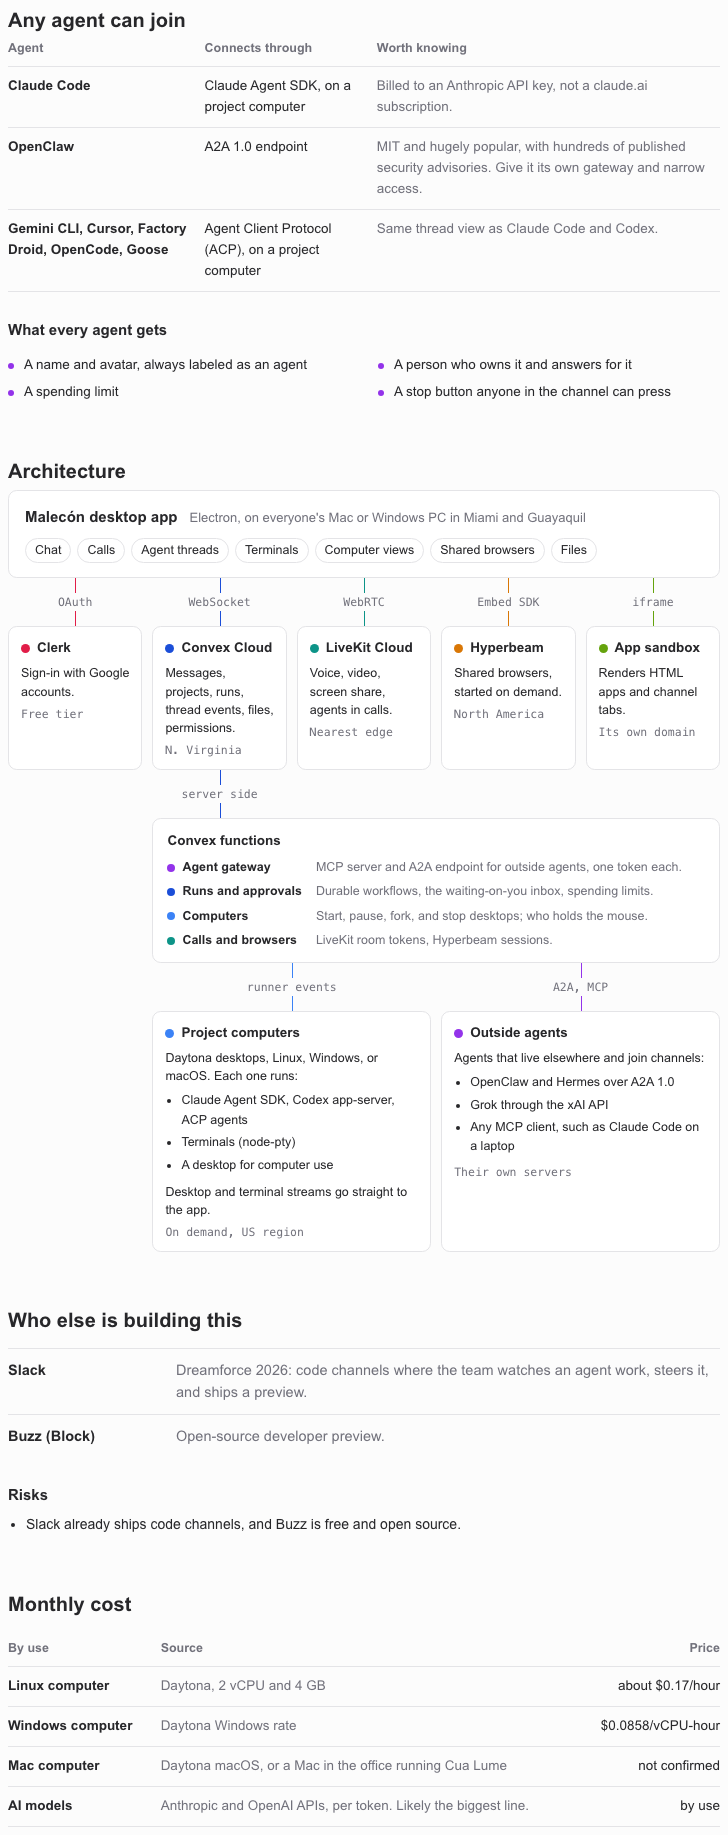 Any agent can join
Agent Connects through Worth knowing
Claude Code Claude Agent SDK, on a project computer Billed to an Anthropic API key, not a claude.ai subscription.
OpenClaw A2A 1.0 endpoint MIT and hugely popular, with hundreds of published security advisories. Give it its own gateway and narrow access.
Gemini CLI, Cursor, Factory Droid, OpenCode, Goose Agent Client Protocol (ACP), on a project computer Same thread view as Claude Code and Codex.
What every agent gets
A name and avatar, always labeled as an agent
A person who owns it and answers for it
A spending limit
A stop button anyone in the channel can press
Architecture
Malecón desktop app Electron, on everyone's Mac or Windows PC in Miami and Guayaquil
Chat Calls Agent threads Terminals Computer views Shared browsers Files
OAuth WebSocket WebRTC Embed SDK iframe
Clerk
Sign-in with Google
accounts.
Free tier
Convex Cloud
Messages,
projects, runs,
thread events, files,
permissions.
N. Virginia
LiveKit Cloud
Voice, video,
screen share,
agents in calls.
Nearest edge
Hyperbeam
Shared browsers,
started on demand.
North America
App sandbox
Renders HTML
apps and channel
tabs.
Its own domain
server side
Convex functions
Agent gateway MCP server and A2A endpoint for outside agents, one token each.
Runs and approvals Durable workflows, the waiting-on-you inbox, spending limits.
Computers Start, pause, fork, and stop desktops; who holds the mouse.
Calls and browsers LiveKit room tokens, Hyperbeam sessions.
runner events A2A, MCP
Project computers
Daytona desktops, Linux, Windows, or
macOS. Each one runs:
• Claude Agent SDK, Codex app-server,
ACP agents
• Terminals (node-pty)
• A desktop for computer use
Desktop and terminal streams go straight to
the app.
On demand, US region
Outside agents
Agents that live elsewhere and join channels:
• OpenClaw and Hermes over A2A 1.0
• Grok through the xAI API
• Any MCP client, such as Claude Code on
a laptop
Their own servers
Who else is building this
Slack Dreamforce 2026: code channels where the team watches an agent work, steers it,
and ships a preview.
Buzz (Block) Open-source developer preview.
Risks
• Slack already ships code channels, and Buzz is free and open source.
Monthly cost
By use Source Price
Linux computer Daytona, 2 vCPU and 4 GB about $0.17/hour
Windows computer Daytona Windows rate $0.0858/vCPU-hour
Mac computer Daytona macOS, or a Mac in the office running Cua Lume not confirmed
AI models Anthropic and OpenAI APIs, per token. Likely the biggest line. by use